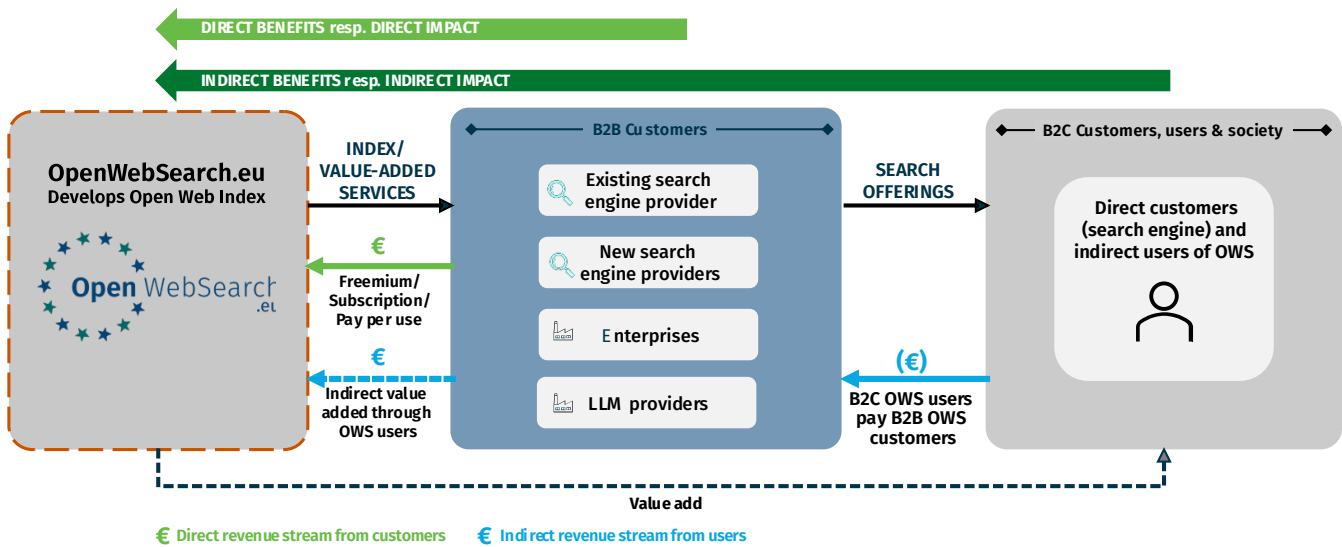 DIRECT BENEFITS resp. DIRECT IMPACT
INDIRECT BENEFITS resp. INDIRECT IMPACT
OpenWebSearch.eu
Develops Open Web Index
Open WebSearch
.eu
INDEX/
VALUE-ADDED
SERVICES
€
Freemium/
Subscription/
Pay per use
€
Indirect value
added through
OWS users
B2B Customers
Existing search
engine provider
New search
engine providers
Enterprises
LLM providers
SEARCH
OFFERINGS
(€)
B2C OWS users
pay B2B OWS
customers
B2C Customers, users & society
Direct customers
(search engine) and
indirect users of OWS
Value add
€ Direct revenue stream from customers
€ Indirect revenue stream from users